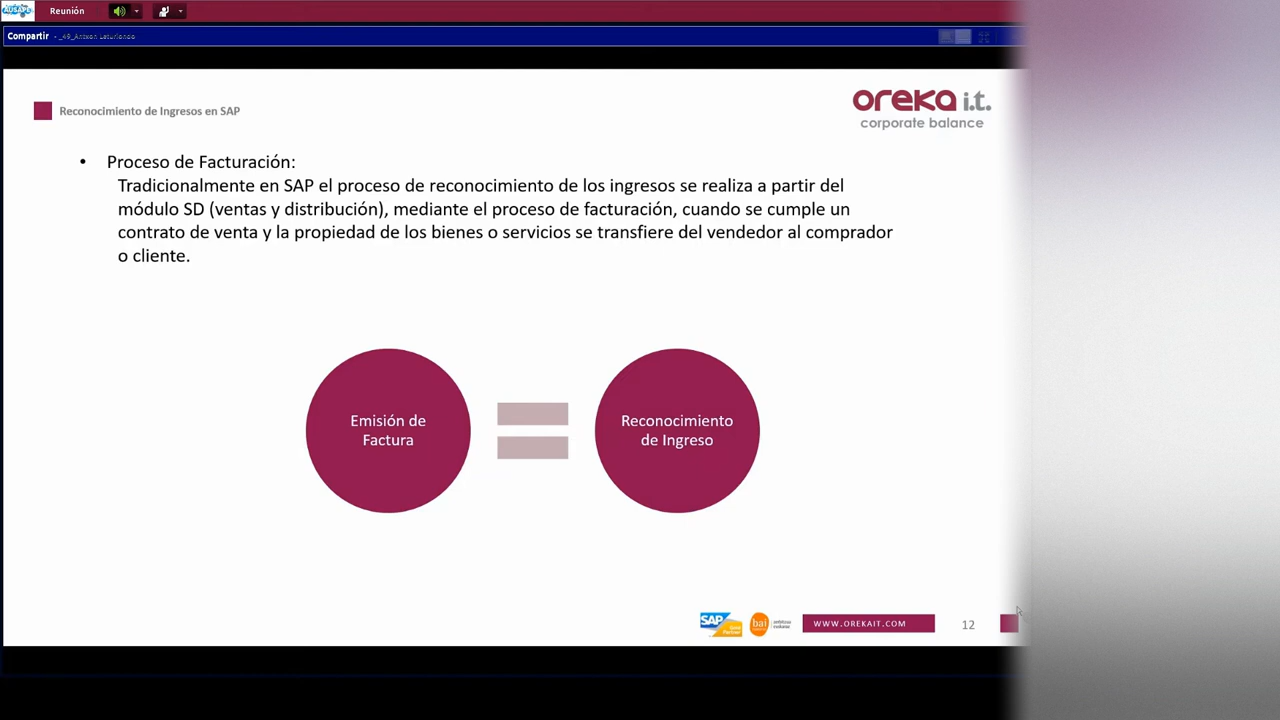 Reunión
Compartir - _49_Antxon Leturiondo
Reconocimiento de Ingresos en SAP
oreka i.t.
corporate balance
• Proceso de Facturación:
Tradicionalmente en SAP el proceso de reconocimiento de los ingresos se realiza a partir del
módulo SD (ventas y distribución), mediante el proceso de facturación, cuando se cumple un
contrato de venta y la propiedad de los bienes o servicios se transfiere del vendedor al comprador
o cliente.
Emisión de
Factura
Reconocimiento
de Ingreso
SAP
bai
WWW.OREKAIT.COM
12